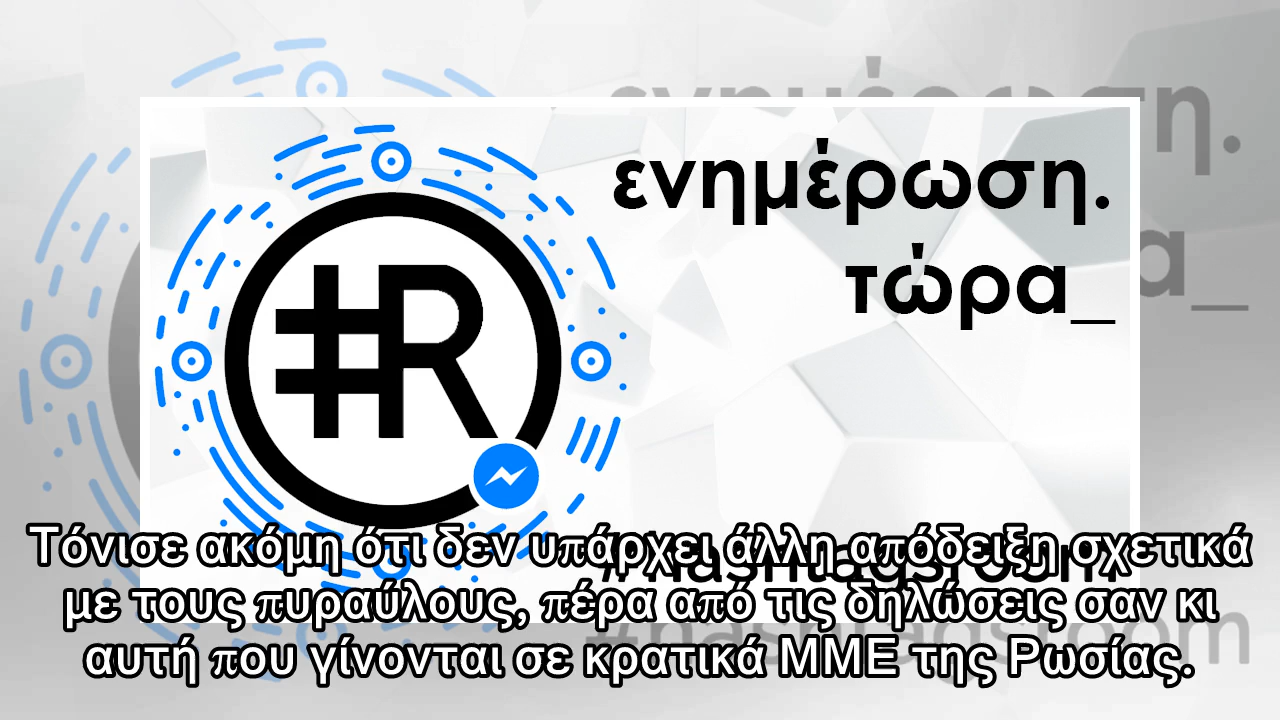 ενημέρωση.
τώρα_
#R
#hashtagsroom
Τόνισε ακόμη ότι δεν υπάρχει άλλη απόδειξη σχετικά
με τους πυραύλους, πέρα από τις δηλώσεις σαν κι
αυτή που γίνονται σε κρατικά ΜΜΕ της Ρωσίας.